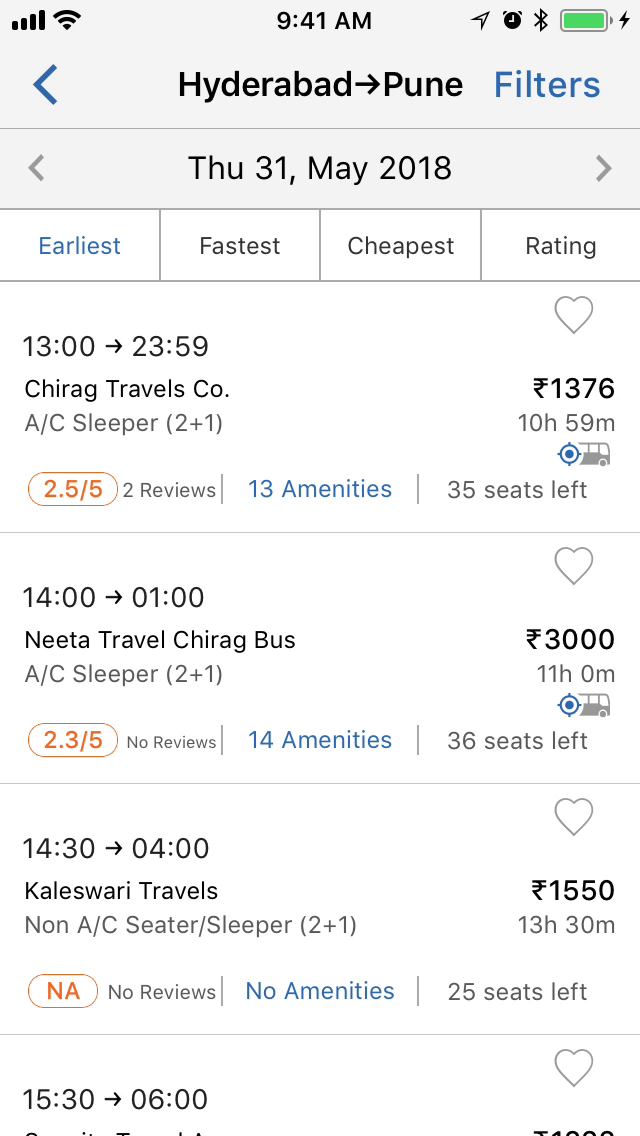 9:41 AM
Hyderabad→Pune Filters
Thu 31, May 2018
Earliest Fastest Cheapest Rating
13:00 → 23:59
Chirag Travels Co. ₹1376
A/C Sleeper (2+1) 10h 59m
2.5/5 2 Reviews 13 Amenities 35 seats left
14:00 → 01:00
Neeta Travel Chirag Bus ₹3000
A/C Sleeper (2+1) 11h 0m
2.3/5 No Reviews 14 Amenities 36 seats left
14:30 → 04:00
Kaleswari Travels ₹1550
Non A/C Seater/Sleeper (2+1) 13h 30m
NA No Reviews No Amenities 25 seats left
15:30 → 06:00